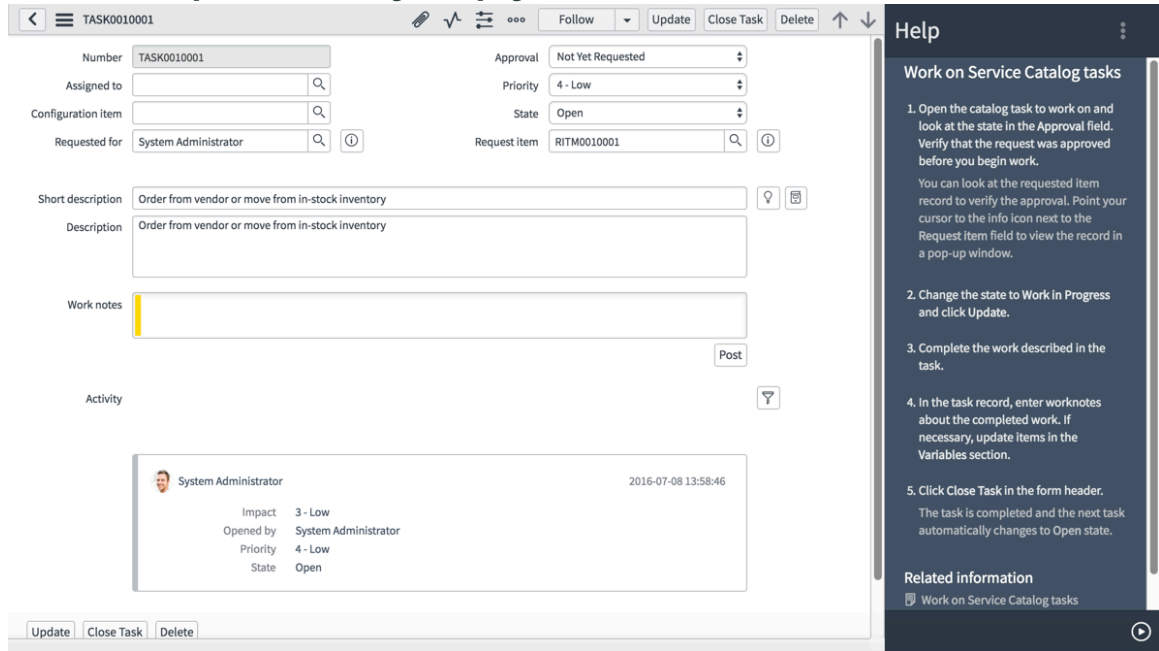 TASK0010001
Follow
Update
Close Task
Delete
Number
TASK0010001
Approval
Not Yet Requested
Assigned to
Priority
4 - Low
Configuration item
State
Open
Requested for
System Administrator
Request item
RITM0010001
Short description
Order from vendor or move from in-stock inventory
Description
Order from vendor or move from in-stock inventory
Work notes
Post
Activity
System Administrator
2016-07-08 13:58:46
Impact
3 - Low
Opened by
System Administrator
Priority
4 - Low
State
Open
Update
Close Task
Delete
Help
Work on Service Catalog tasks
1. Open the catalog task to work on and
look at the state in the Approval field.
Verify that the request was approved
before you begin work.
You can look at the requested item
record to verify the approval. Point your
cursor to the info icon next to the
Request item field to view the record in
a pop-up window.
2. Change the state to Work in Progress
and click Update.
3. Complete the work described in the
task.
4. In the task record, enter worknotes
about the completed work. If
necessary, update items in the
Variables section.
5. Click Close Task in the form header.
The task is completed and the next task
automatically changes to Open state.
Related information
Work on Service Catalog tasks